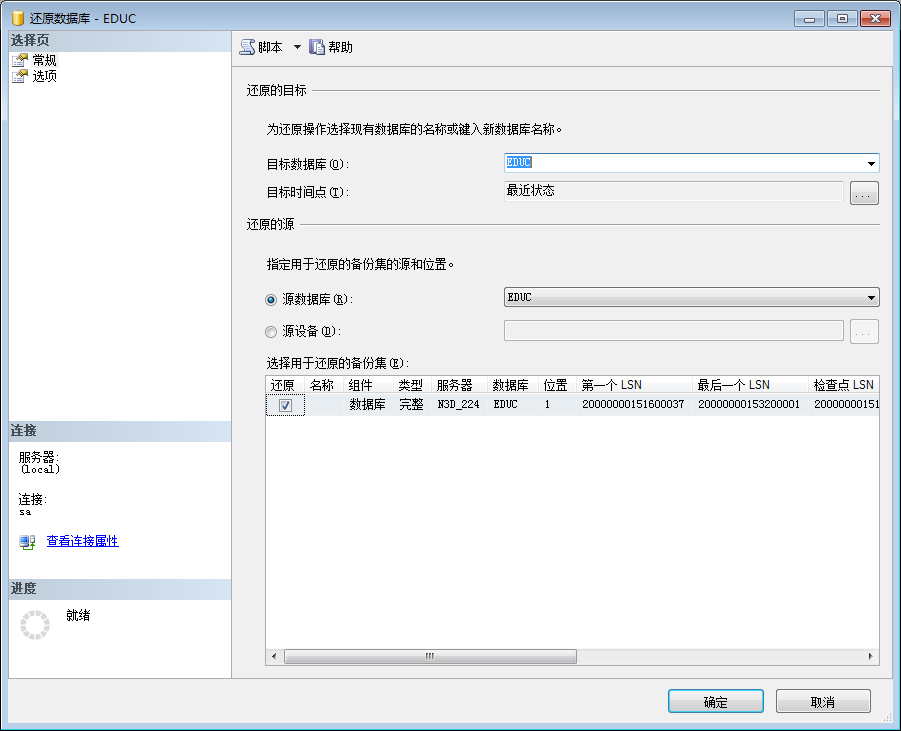 还原数据库 - EDUC
选择页
常规
选项
脚本 帮助
还原的目标
为还原操作选择现有数据库的名称或键入新数据库名称。
目标数据库(O): EDUC
目标时间点(T): 最近状态 ...
还原的源
指定用于还原的备份集的源和位置。
源数据库(R): EDUC
源设备(D): ...
选择用于还原的备份集(E):
还原 名称 组件 类型 服务器 数据库 位置 第一个 LSN 最后一个 LSN 检查点 LSN
数据库 完整 N3D_224 EDUC 1 20000000151600037 20000000153200001 20000000151
连接
服务器:
(local)
连接:
sa
查看连接属性
进度
就绪
确定 取消